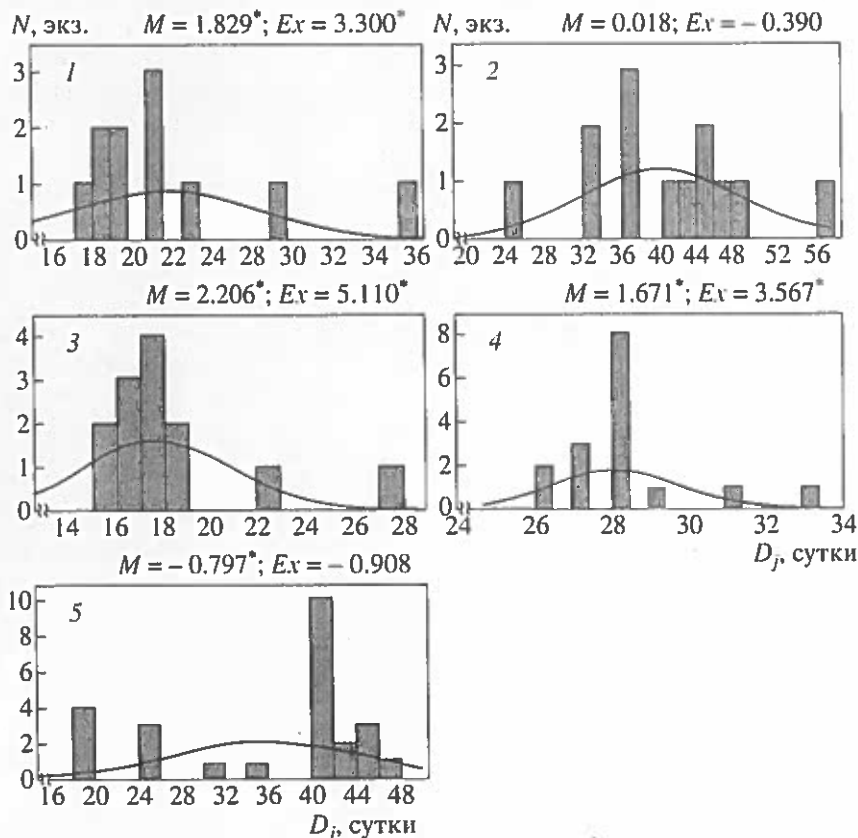 N, экз. M = 1.829*; Ex = 3.300* M = 0.018; Ex = – 0.390
3 1 3 2
2 2
1 1
0 0
16 18 20 22 24 26 28 30 32 34 36 20 24 28 32 36 40 44 48 52 56
M = 2.206*; Ex = 5.110* M = 1.671*; Ex = 3.567*
4 3 8 4
3 6
2 4
1 2
0 0
14 16 18 20 22 24 26 28 24 26 28 30 32 34
M = – 0.797*; Ex = – 0.908 Dj, сутки
10 5
8
6
4
2
0
16 20 24 28 32 36 40 44 48
Dj, сутки